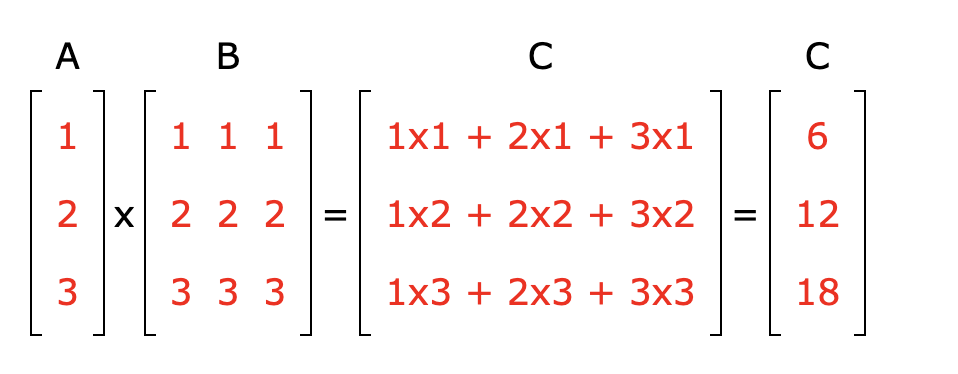 A B C C
1 1 1 1 1x1 + 2x1 + 3x1 6
2 x 2 2 2 = 1x2 + 2x2 + 3x2 = 12
3 3 3 3 1x3 + 2x3 + 3x3 18